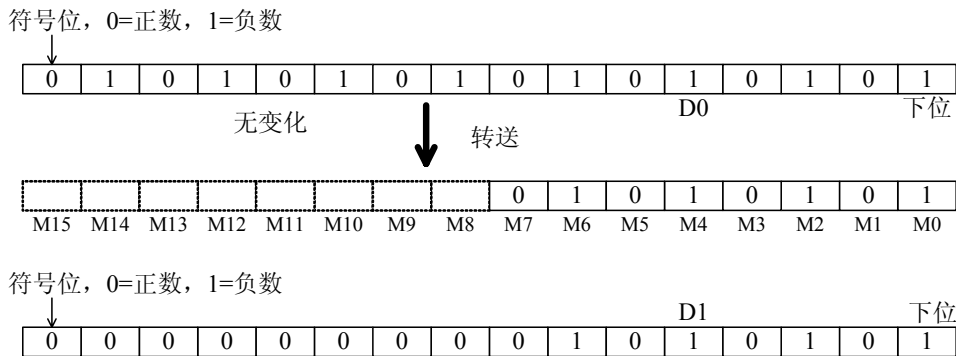 符号位，0=正数，1=负数
0 1 0 1 0 1 0 1 0 1 0 1 0 1 0 1
D0 下位
无变化 转送
0 1 0 1 0 1 0 1
M15 M14 M13 M12 M11 M10 M9 M8 M7 M6 M5 M4 M3 M2 M1 M0
符号位，0=正数，1=负数
D1 下位
0 0 0 0 0 0 0 0 0 1 0 1 0 1 0 1